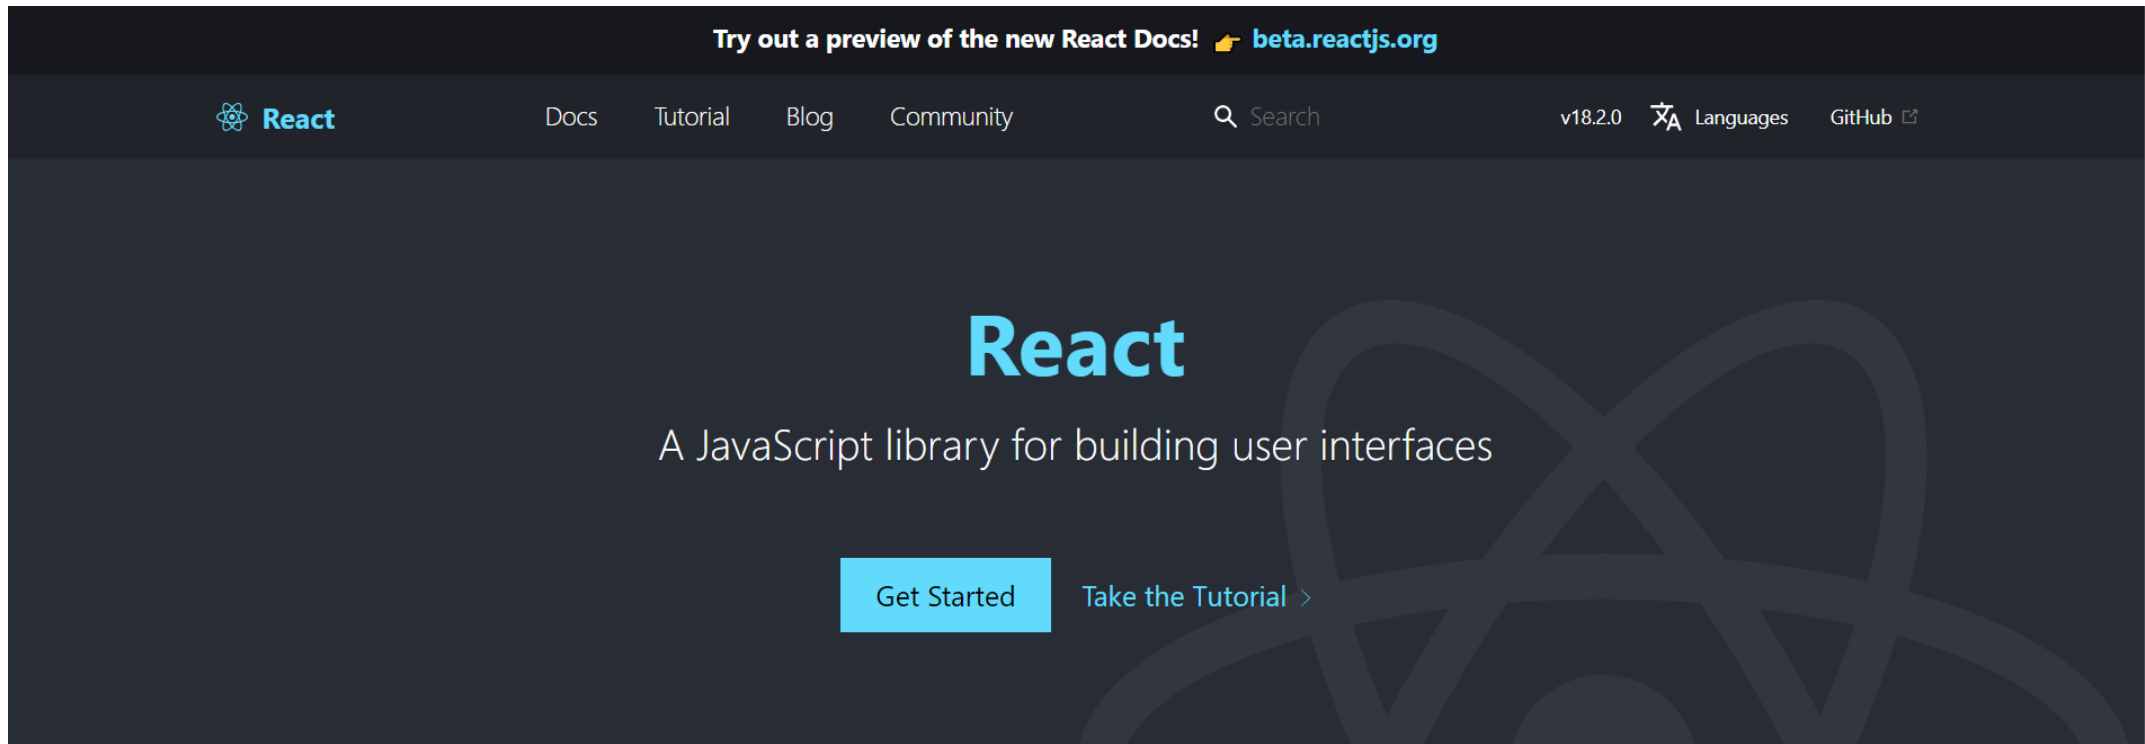 Try out a preview of the new React Docs! 👉 beta.reactjs.org
React Docs Tutorial Blog Community Search v18.2.0 Languages GitHub
React
A JavaScript library for building user interfaces
Get Started Take the Tutorial >